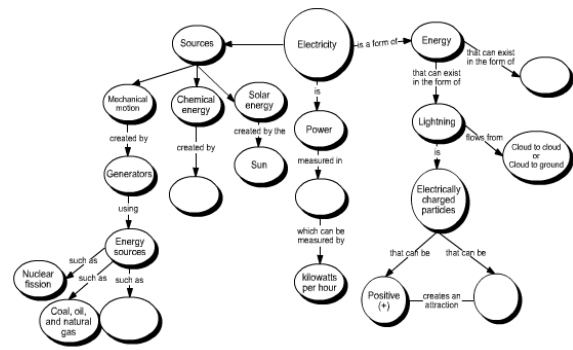 Sources
Electricity
is a form of
Energy
that can exist
in the form of
that can exist
in the form of
Mechanical
motion
Chemical
energy
Solar
energy
is
Power
Lightning
created by
created by
created by the
measured in
flows from
Cloud to cloud
or
Cloud to ground
is
Generators
Sun
Electrically
charged
particles
using
which can be
measured by
Energy
sources
such as
such as
such as
that can be
that can be
Nuclear
fission
kilowatts
per hour
Coal, oil,
and natural
gas
Positive
(+)
creates an
attraction